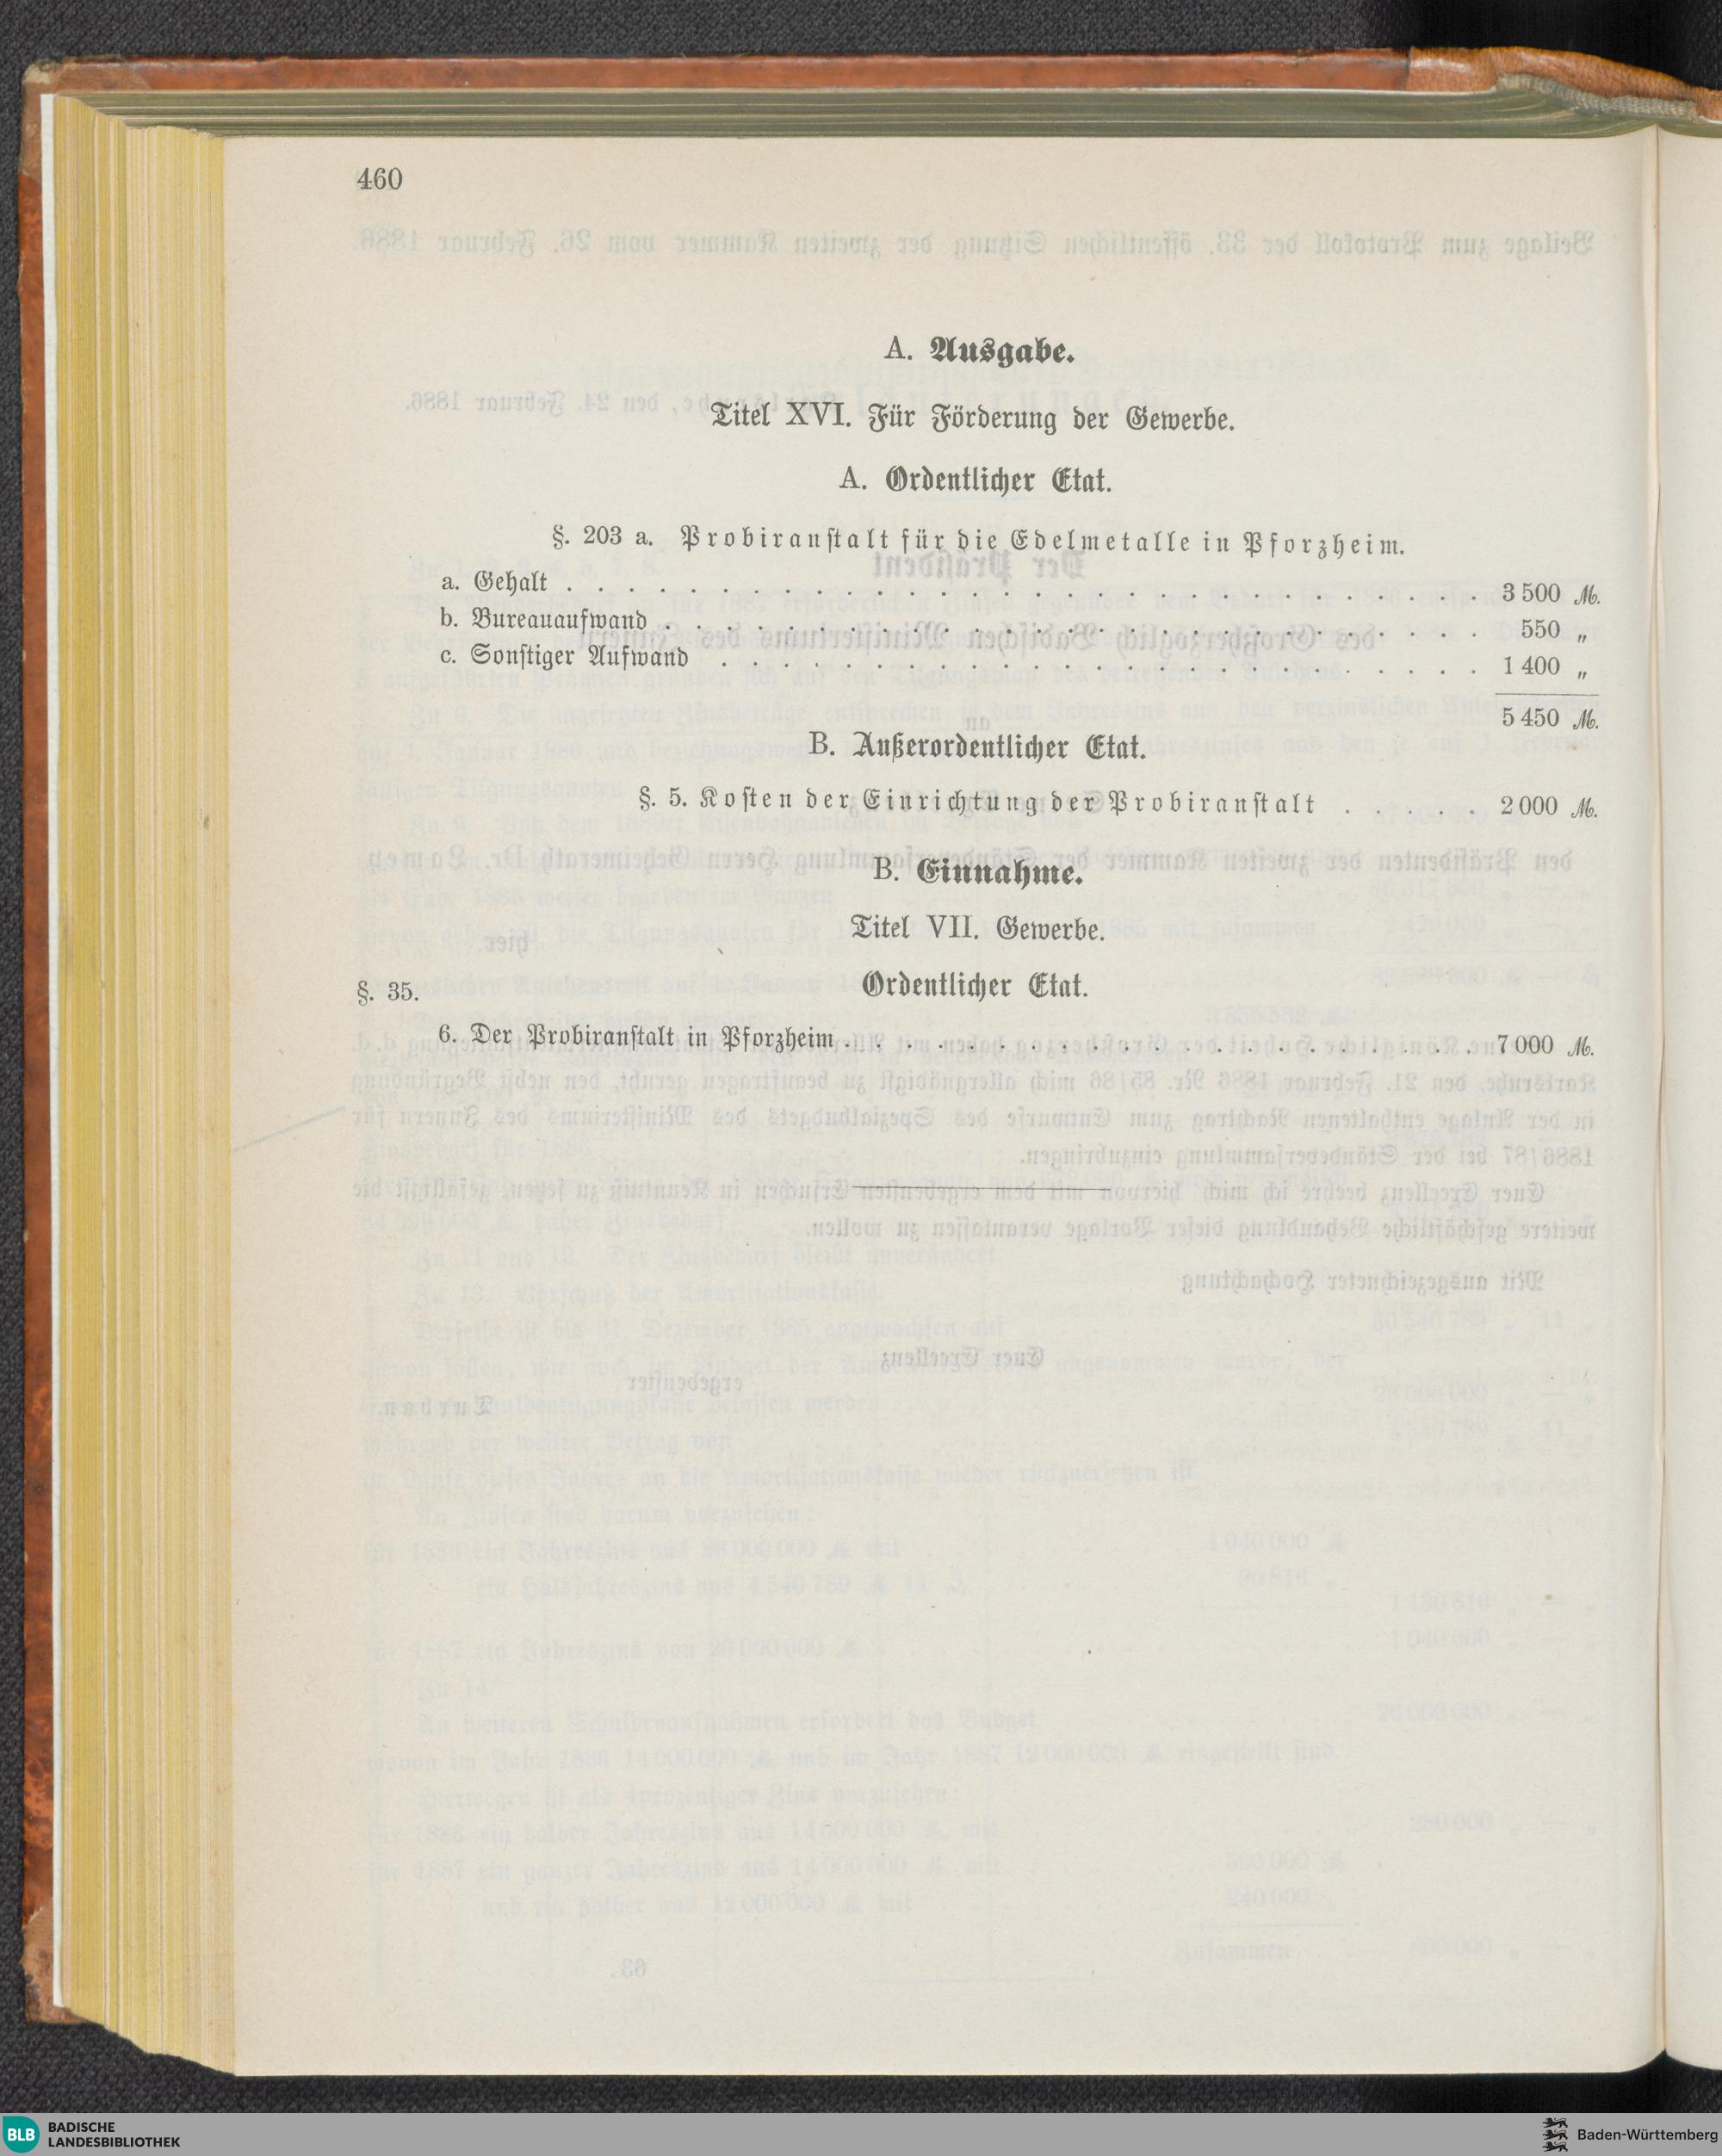 460
A. Ausgabe.
Titel XVI. Für Förderung der Gewerbe.
A. Ordentlicher Etat.
§. 203 a. Probiranstalt für die Edelmetalle in Pforzheim.
a. Gehalt . . . . . . . . . . . . . . . . . . . . . . . . . . . . . . 3 500 ℳ.
b. Bureauaufwand . . . . . . . . . . . . . . . . . . . . . . . . . . . 550 „
c. Sonstiger Aufwand . . . . . . . . . . . . . . . . . . . . . . . . . 1 400 „
5 450 ℳ.
B. Außerordentlicher Etat.
§. 5. Kosten der Einrichtung der Probiranstalt . . . . . 2 000 ℳ.
B. Einnahme.
Titel VII. Gewerbe.
§. 35. Ordentlicher Etat.
6. Der Probiranstalt in Pforzheim . . . . . . . . . . . . . . . . . . . . . 7 000 ℳ.
BLB BADISCHE
LANDESBIBLIOTHEK
Baden-Württemberg